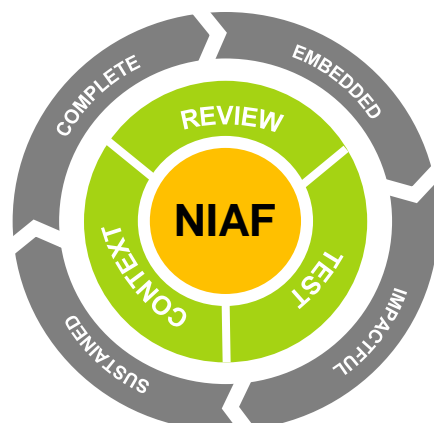 COMPLETE
EMBEDDED
REVIEW
NIAF
CONTEXT
TEST
SUSTAINED
IMPACTFUL